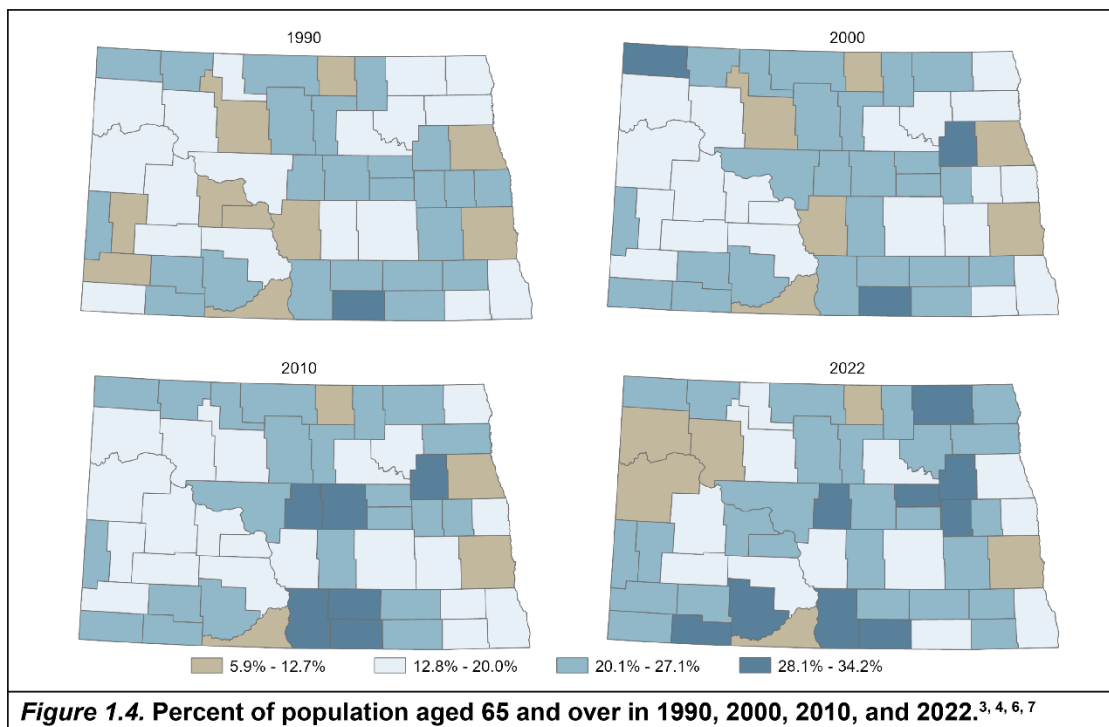 1990
2000
2010
2022
5.9% - 12.7%
12.8% - 20.0%
20.1% - 27.1%
28.1% - 34.2%
Figure 1.4. Percent of population aged 65 and over in 1990, 2000, 2010, and 2022.3, 4, 6, 7